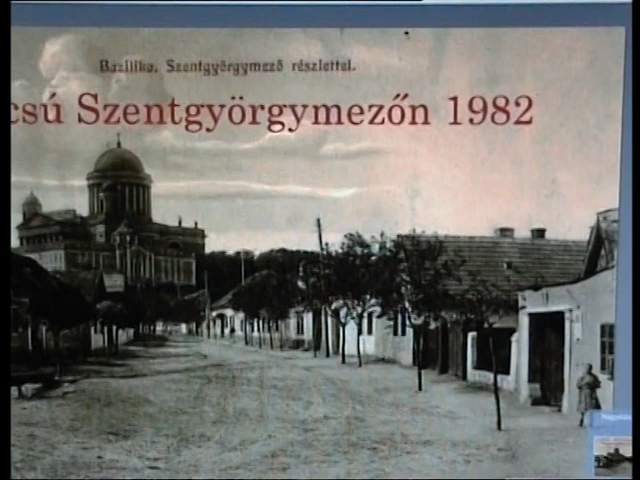 Bazilika, Szentgyörgymező részlettel.
csú Szentgyörgymezőn 1982